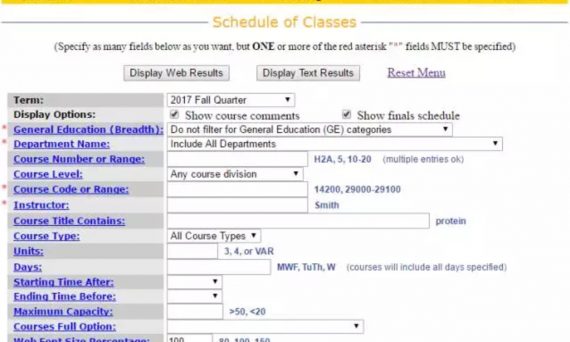 Schedule of Classes
(Specify as many fields below as you want, but ONE or more of the red asterisk "*" fields MUST be specified)
Display Web Results Display Text Results Reset Menu
Term: 2017 Fall Quarter
Display Options: Show course comments Show finals schedule
* General Education (Breadth): Do not filter for General Education (GE) categories
* Department Name: Include All Departments
Course Number or Range: H2A, 5, 10-20 (multiple entries ok)
Course Level: Any course division
* Course Code or Range: 14200, 29000-29100
* Instructor: Smith
Course Title Contains: protein
Course Type: All Course Types
Units: 3, 4, or VAR
Days: MWF, TuTh, W (courses will include all days specified)
Starting Time After:
Ending Time Before:
Maximum Capacity: >50, <20
Courses Full Option:
Web Font Size Percentage: 100 80, 100, 150